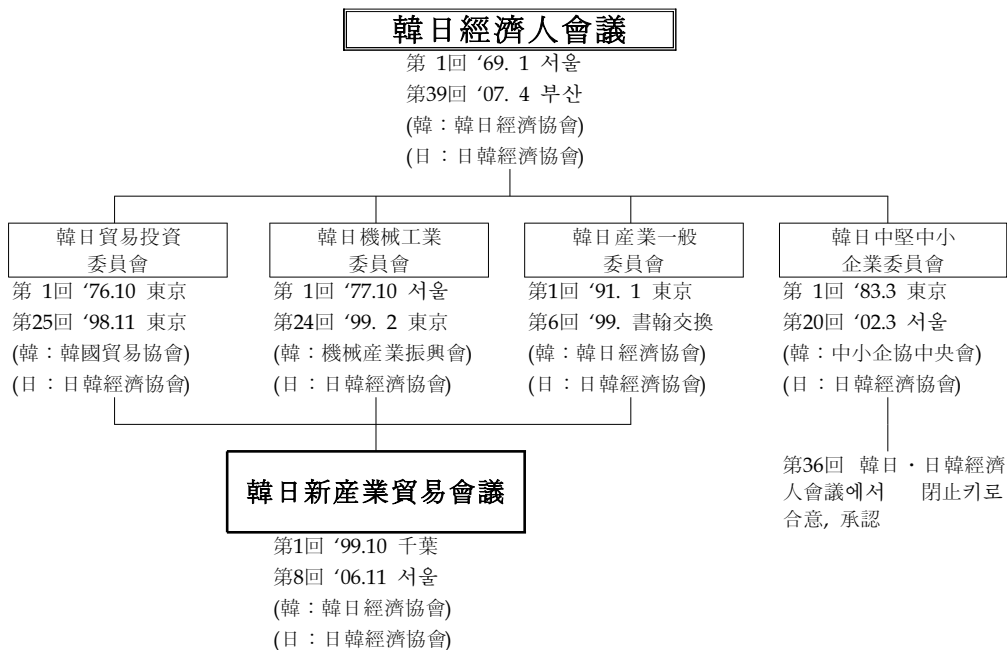 韓日經濟人會議
第 1回 ‘69. 1 서울
第39回 ‘07. 4 부산
(韓：韓日經濟協會)
(日：日韓經濟協會)
韓日貿易投資
委員會
第 1回 ‘76.10 東京
第25回 ‘98.11 東京
(韓：韓國貿易協會)
(日：日韓經濟協會)
韓日機械工業
委員會
第 1回 ‘77.10 서울
第24回 ‘99. 2 東京
(韓：機械産業振興會)
(日：日韓經濟協會)
韓日産業一般
委員會
第1回 ‘91. 1 東京
第6回 ‘99. 書翰交換
(韓：韓日經濟協會)
(日：日韓經濟協會)
韓日中堅中小
企業委員會
第 1回 ‘83.3 東京
第20回 ‘02.3 서울
(韓：中小企協中央會)
(日：日韓經濟協會)
第36回 韓日・日韓經濟
人會議에서 閉止키로
合意, 承認
韓日新産業貿易會議
第1回 ‘99.10 千葉
第8回 ‘06.11 서울
(韓：韓日經濟協會)
(日：日韓經濟協會)